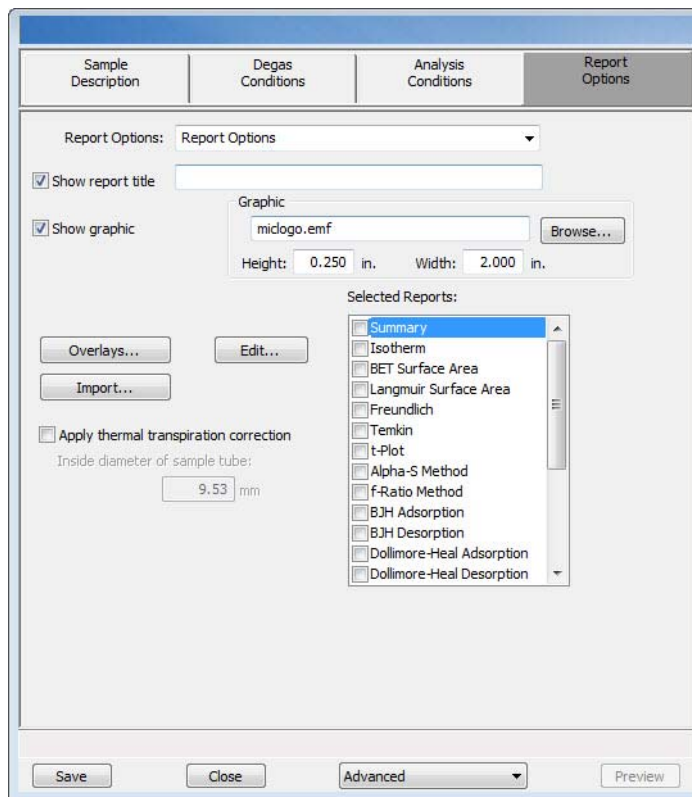 Sample Description
Degas Conditions
Analysis Conditions
Report Options
Report Options: Report Options
Show report title
Graphic
Show graphic
miclogo.emf
Browse...
Height: 0.250 in. Width: 2.000 in.
Selected Reports:
Summary
Isotherm
BET Surface Area
Langmuir Surface Area
Freundlich
Temkin
t-Plot
Alpha-S Method
f-Ratio Method
BJH Adsorption
BJH Desorption
Dollimore-Heal Adsorption
Dollimore-Heal Desorption
Overlays...
Edit...
Import...
Apply thermal transpiration correction
Inside diameter of sample tube:
9.53 mm
Save
Close
Advanced
Preview